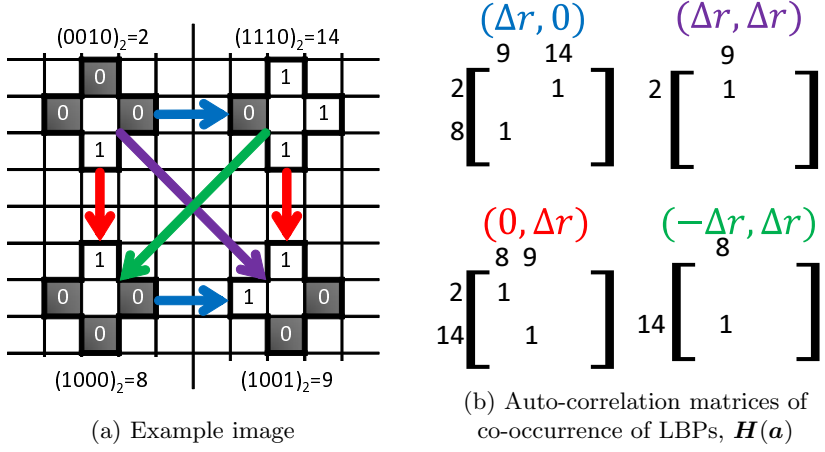 (0010)₂=2 (1110)₂=14
0 1
0 0 0 1
1 1
1 1
0 0 1 0
0 0
(1000)₂=8 (1001)₂=9
(a) Example image
(Δr, 0) (Δr, Δr)
9 14 9
2 1 2 1
8 1
(0, Δr) (−Δr, Δr)
8 9 8
2 1
14 1 14 1
(b) Auto-correlation matrices of
co-occurrence of LBPs, H(a)